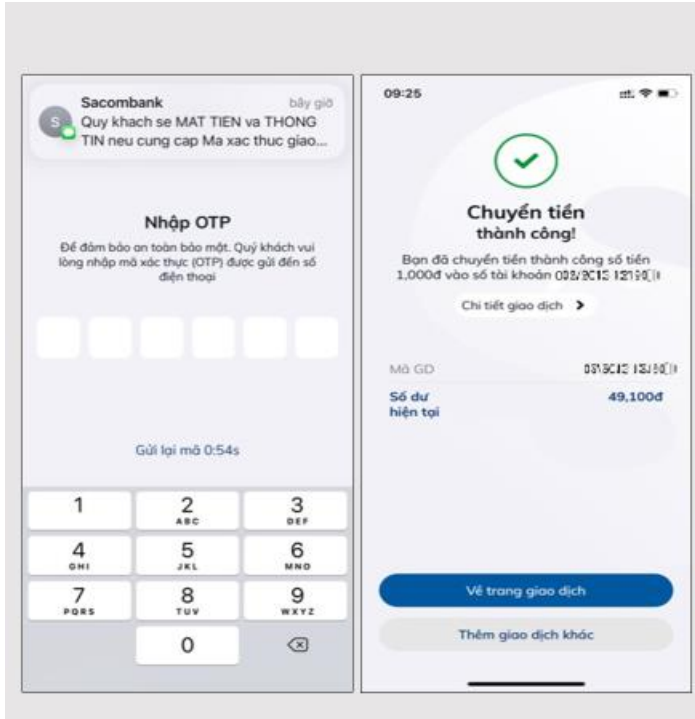 Sacombank
bây giờ
Quy khach se MAT TIEN va THONG
TIN neu cung cap Ma xac thuc giao...
Nhập OTP
Để đảm bảo an toàn bảo mật. Quý khách vui
lòng nhập mã xác thực (OTP) được gửi đến số
điện thoại
Gửi lại mã 0:54s
1
2
ABC
3
DEF
4
GHI
5
JKL
6
MNO
7
PQRS
8
TUV
9
WXYZ
0
09:25
Chuyển tiền
thành công!
Bạn đã chuyển tiền thành công số tiền
1,000đ vào số tài khoản
Chi tiết giao dịch
Mã GD
Số dư
49,100đ
hiện tại
Về trang giao dịch
Thêm giao dịch khác